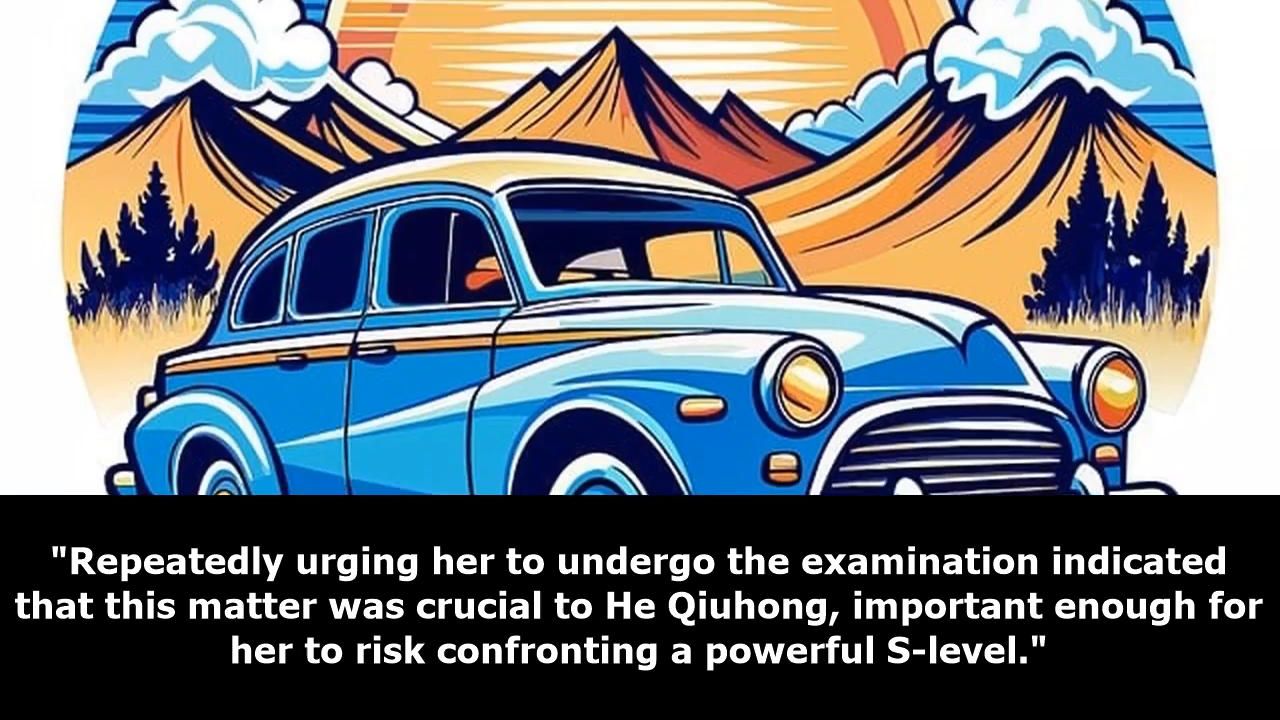 "Repeatedly urging her to undergo the examination indicated
that this matter was crucial to He Qiuhong, important enough for
her to risk confronting a powerful S-level."